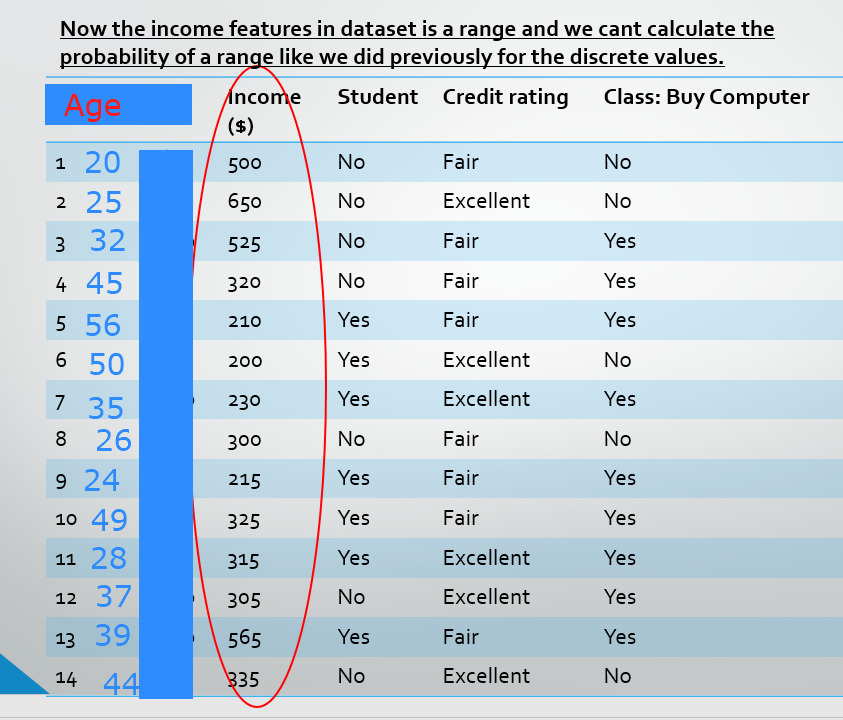 Now the income features in dataset is a range and we cant calculate the
probability of a range like we did previously for the discrete values.
Age Income ($) Student Credit rating Class: Buy Computer
1 20 500 No Fair No
2 25 650 No Excellent No
3 32 525 No Fair Yes
4 45 320 No Fair Yes
5 56 210 Yes Fair Yes
6 50 200 Yes Excellent No
7 35 230 Yes Excellent Yes
8 26 300 No Fair No
9 24 215 Yes Fair Yes
10 49 325 Yes Fair Yes
11 28 315 Yes Excellent Yes
12 37 305 No Excellent Yes
13 39 565 Yes Fair Yes
14 44 335 No Excellent No